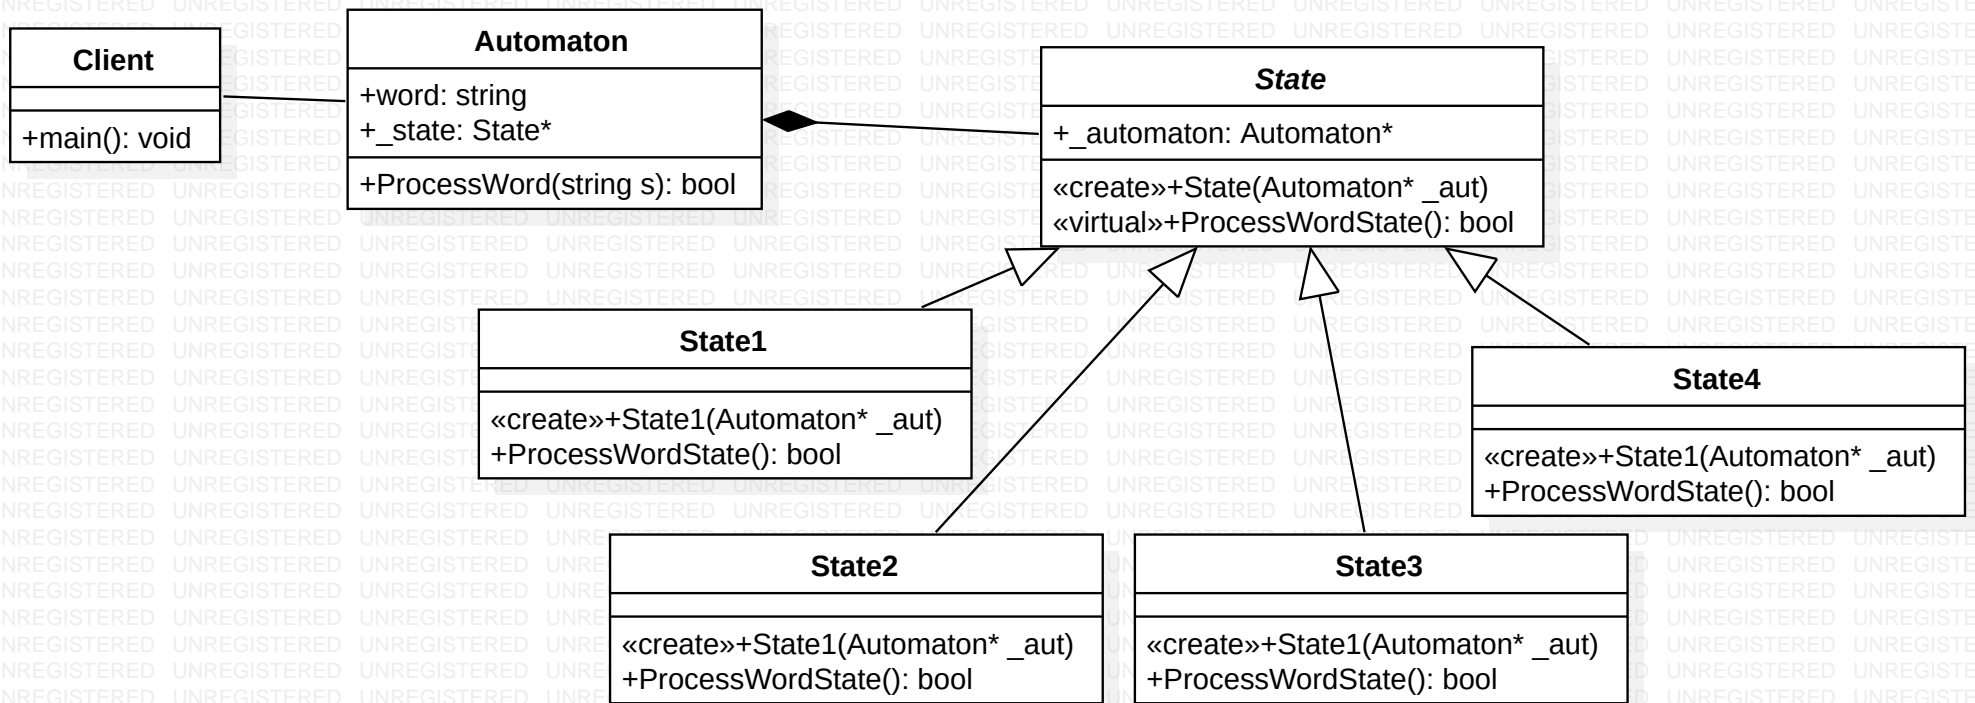 Client
+main(): void
Automaton
+word: string
+_state: State*
+ProcessWord(string s): bool
State
+_automaton: Automaton*
«create»+State(Automaton* _aut)
«virtual»+ProcessWordState(): bool
State1
«create»+State1(Automaton* _aut)
+ProcessWordState(): bool
State4
«create»+State1(Automaton* _aut)
+ProcessWordState(): bool
State2
«create»+State1(Automaton* _aut)
+ProcessWordState(): bool
State3
«create»+State1(Automaton* _aut)
+ProcessWordState(): bool
UNREGISTERED